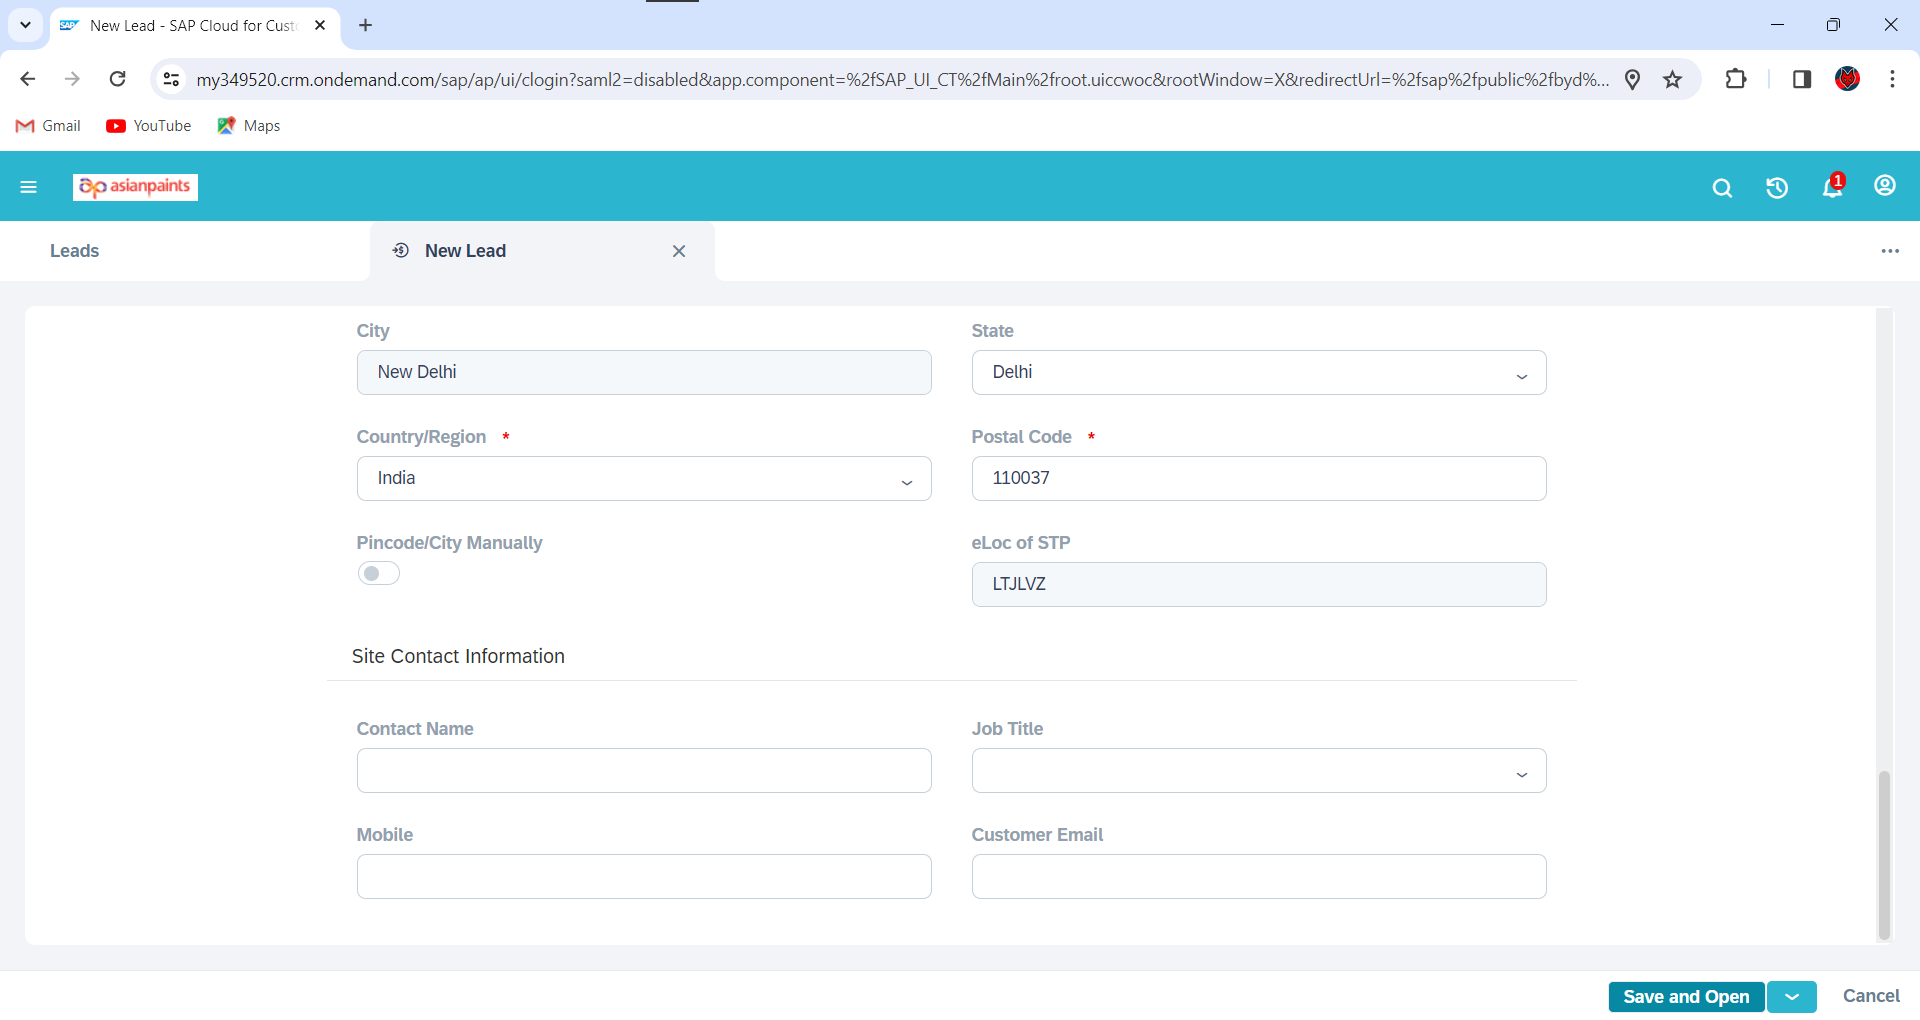 New Lead - SAP Cloud for Cust
my349520.crm.ondemand.com/sap/ap/ui/clogin?saml2=disabled&app.component=%2fSAP_UI_CT%2fMain%2froot.uiccwoc&rootWindow=X&redirectUrl=%2fsap%2fpublic%2fbyd%...
Gmail YouTube Maps
asianpaints
1
Leads New Lead
City State
New Delhi Delhi
Country/Region * Postal Code *
India 110037
Pincode/City Manually eLoc of STP
LTJLVZ
Site Contact Information
Contact Name Job Title
Mobile Customer Email
Save and Open Cancel